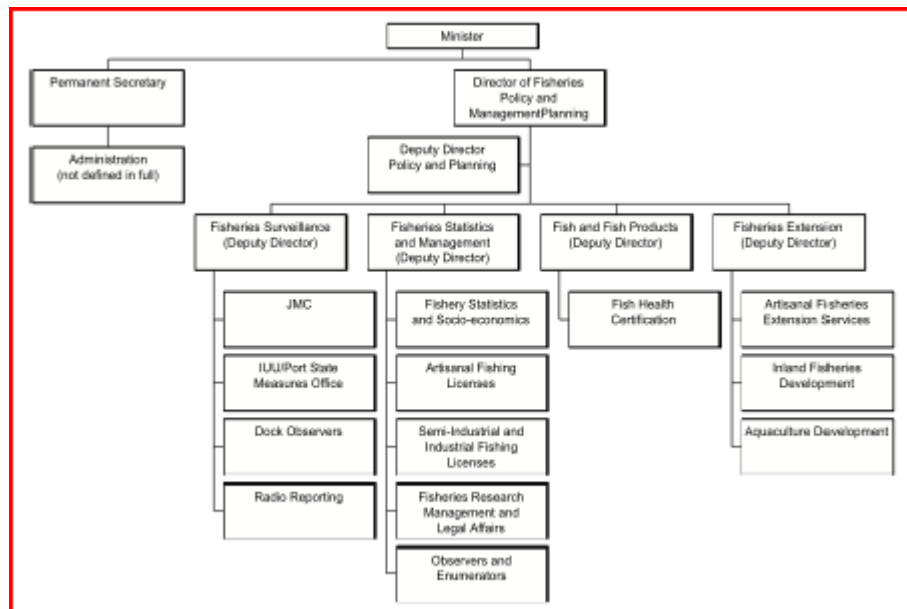 Minister
Permanent Secretary
Director of Fisheries
Policy and
ManagementPlanning
Administration
(not defined in full)
Deputy Director
Policy and Planning
Fisheries Surveillance
(Deputy Director)
Fisheries Statistics
and Management
(Deputy Director)
Fish and Fish Products
(Deputy Director)
Fisheries Extension
(Deputy Director)
JMC
IUU/Port State
Measures Office
Dock Observers
Radio Reporting
Fishery Statistics
and Socio-economics
Artisanal Fishing
Licenses
Semi-Industrial and
Industrial Fishing
Licenses
Fisheries Research
Management and
Legal Affairs
Observers and
Enumerators
Fish Health
Certification
Artisanal Fisheries
Extension Services
Inland Fisheries
Development
Aquaculture Development